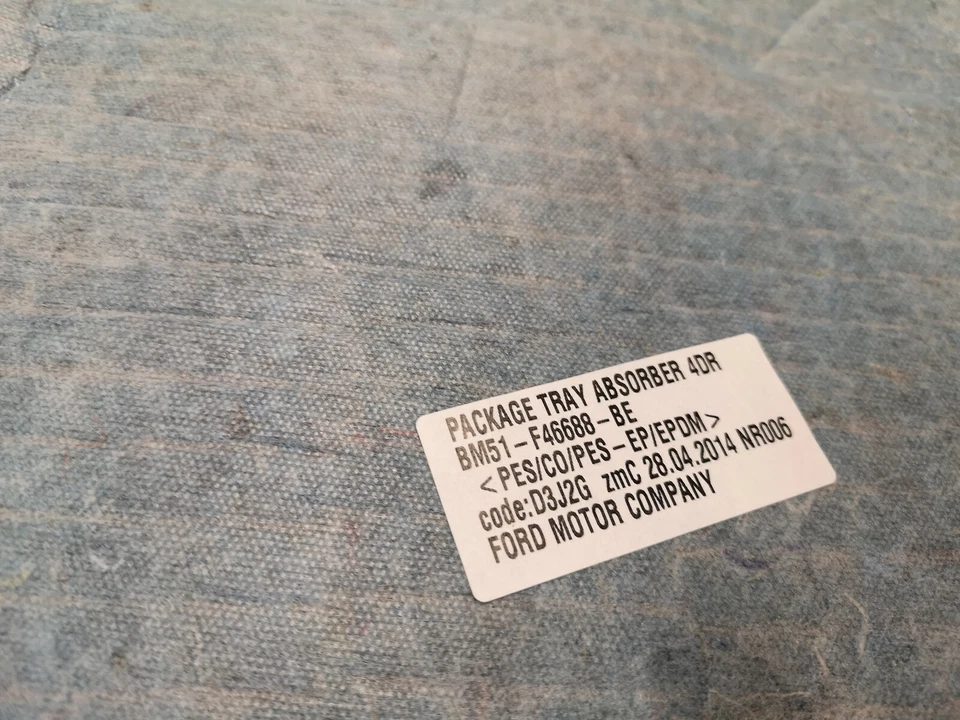 PACKAGE TRAY ABSORBER 4DR
BM51-F46688-BE
<PES/CO/PES-EP/EPDM>
code:D3J2G zmC 28.04.2014 NR006
FORD MOTOR COMPANY